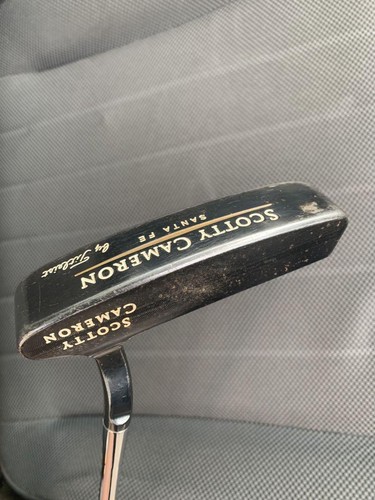 SCOTTY CAMERON
SANTA FE
By Titleist
SCOTTY
CAMERON